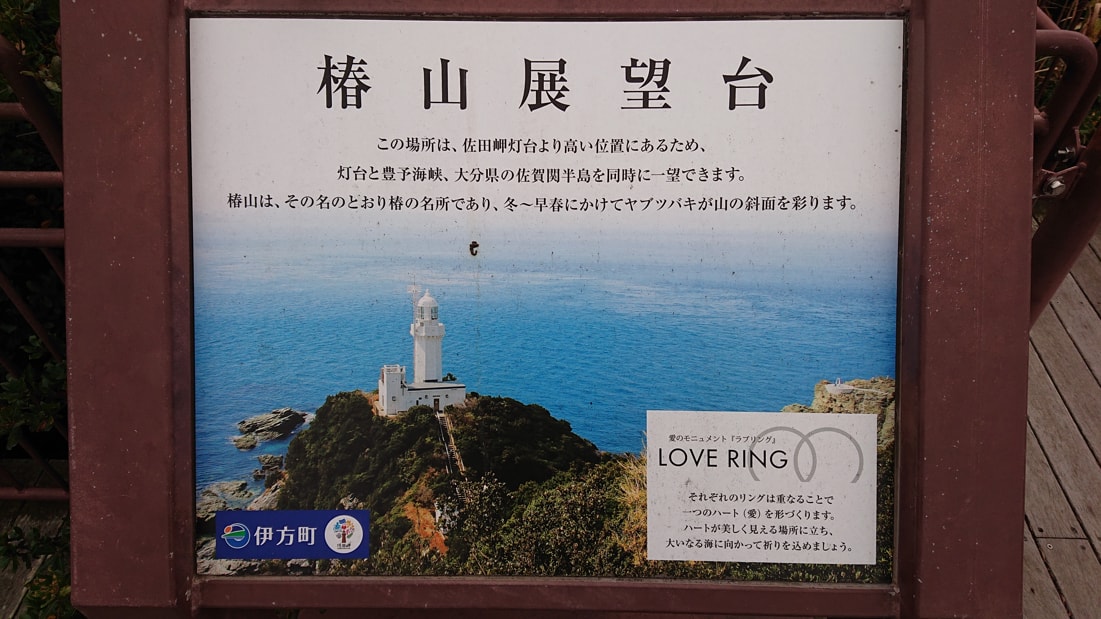 椿山展望台
この場所は、佐田岬灯台より高い位置にあるため、
灯台と豊予海峡、大分県の佐賀関半島を同時に一望できます。
椿山は、その名のとおり椿の名所であり、冬～早春にかけてヤブツバキが山の斜面を彩ります。
愛のモニュメント『ラブリング』
LOVE RING
それぞれのリングは重なることで
一つのハート（愛）を形づくります。
ハートが美しく見える場所に立ち、
大いなる海に向かって祈りを込めましょう。
伊方町